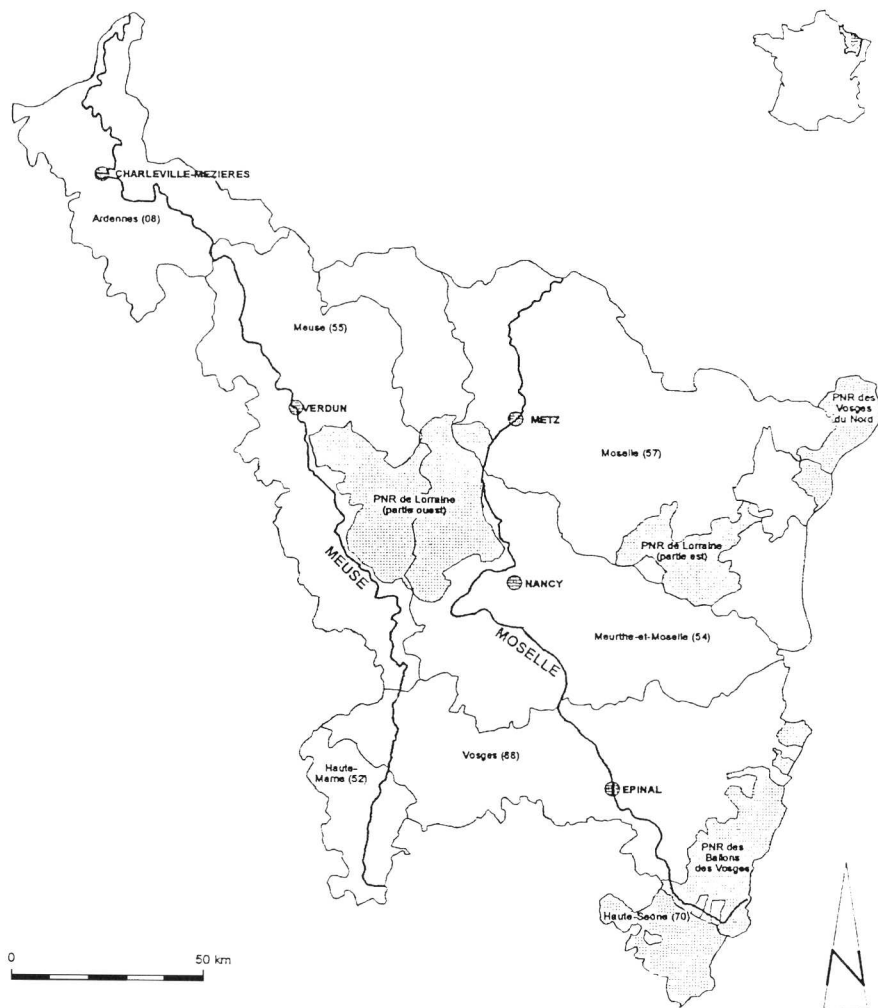 CHARLEVILLE-MEZIERES
Ardennes (08)
Meuse (55)
VERDUN
METZ
PNR des
Vosges
du Nord
Moselle (57)
PNR de Lorraine
(partie ouest)
PNR de Lorraine
(partie est)
MEUSE
NANCY
MOSELLE
Meurthe-et-Moselle (54)
Vosges (88)
Haute-
Marne (52)
EPINAL
PNR des
Ballons
des Vosges
Haute-Saône (70)
0
50 km
N